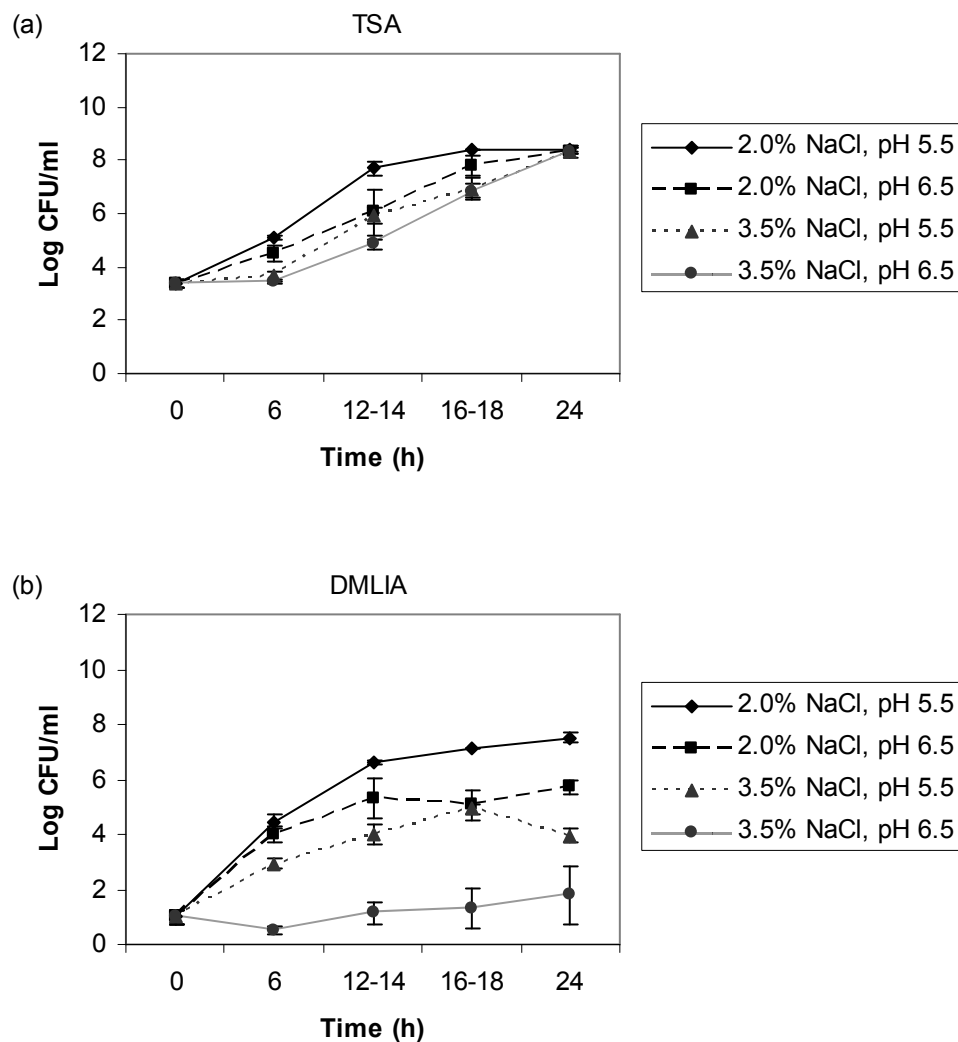 (a)
TSA
12
10
8
6
4
2
0
Log CFU/ml
0 6 12-14 16-18 24
Time (h)
2.0% NaCl, pH 5.5
2.0% NaCl, pH 6.5
3.5% NaCl, pH 5.5
3.5% NaCl, pH 6.5
(b)
DMLIA
12
10
8
6
4
2
0
Log CFU/ml
0 6 12-14 16-18 24
Time (h)
2.0% NaCl, pH 5.5
2.0% NaCl, pH 6.5
3.5% NaCl, pH 5.5
3.5% NaCl, pH 6.5